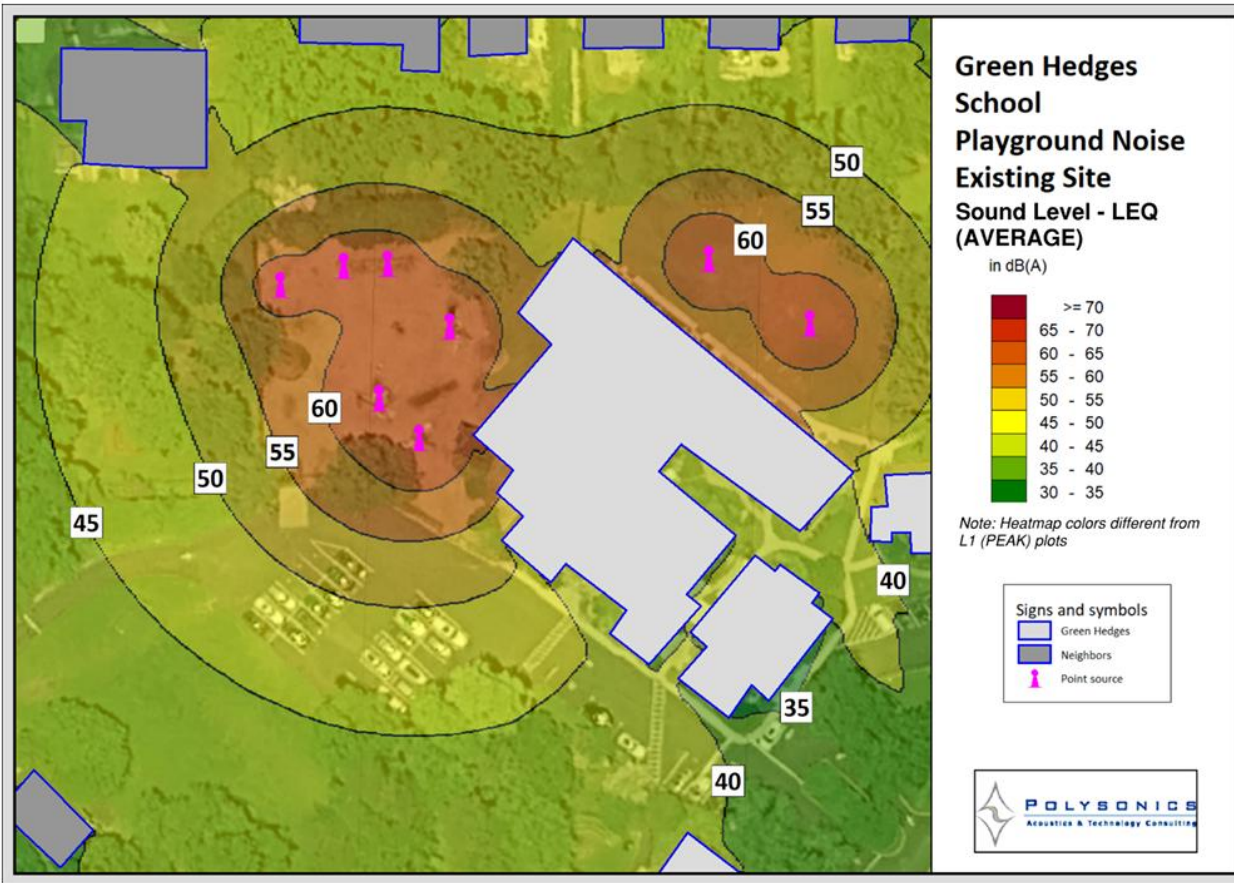 Green Hedges
School
Playground Noise
Existing Site
Sound Level - LEQ
(AVERAGE)
in dB(A)
>= 70
65 - 70
60 - 65
55 - 60
50 - 55
45 - 50
40 - 45
35 - 40
30 - 35
Note: Heatmap colors different from
L1 (PEAK) plots
Signs and symbols
Green Hedges
Neighbors
Point source
POLYSONICS
Acoustics & Technology Consulting
50
55
60
60
55
50
45
40
35
40